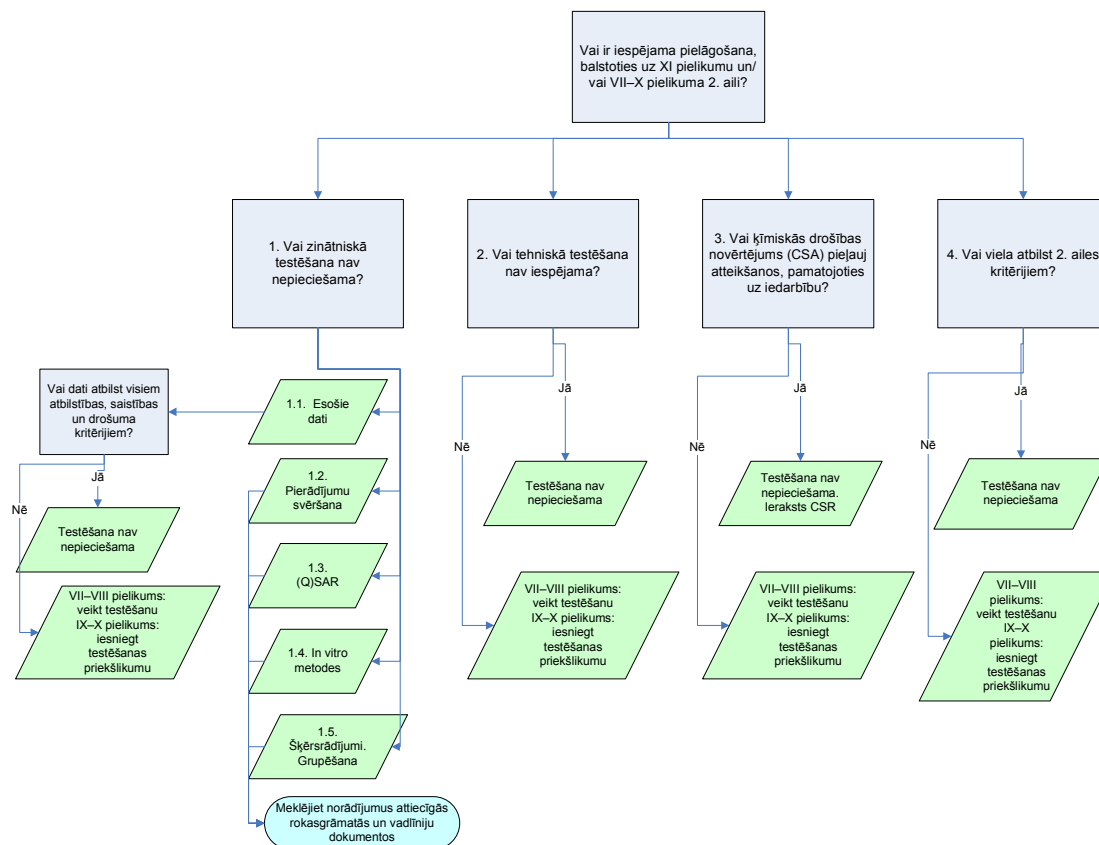 Vai ir iespējama pielāgošana,
balstoties uz XI pielikumu un/
vai VII–X pielikuma 2. aili?
1. Vai zinātniskā
testēšana nav
nepieciešama?
2. Vai tehniskā testēšana
nav iespējama?
3. Vai ķīmiskās drošības
novērtējums (CSA) pieļauj
atteikšanos, pamatojoties
uz iedarbību?
4. Vai viela atbilst 2. ailes
kritērijiem?
Vai dati atbilst visiem
atbilstības, saistības
un drošuma
kritērijiem?
1.1. Esošie
dati
Jā
Nē
Testēšana nav
nepieciešama
VII–VIII pielikums:
veikt testēšanu
IX–X pielikums:
iesniegt
testēšanas
priekšlikumu
1.2.
Pierādījumu
svēršana
1.3.
(Q)SAR
1.4. In vitro
metodes
1.5.
Šķērsrādījumi.
Grupēšana
Meklējiet norādījumus attiecīgās
rokasgrāmatās un vadlīniju
dokumentos
Jā
Nē
Testēšana nav
nepieciešama
VII–VIII pielikums:
veikt testēšanu
IX–X pielikums:
iesniegt
testēšanas
priekšlikumu
Jā
Nē
Testēšana nav
nepieciešama.
Ieraksts CSR
VII–VIII pielikums:
veikt testēšanu
IX–X pielikums:
iesniegt
testēšanas
priekšlikumu
Jā
Nē
Testēšana nav
nepieciešama
VII–VIII
pielikums:
veikt testēšanu
IX–X
pielikums:
iesniegt
testēšanas
priekšlikumu